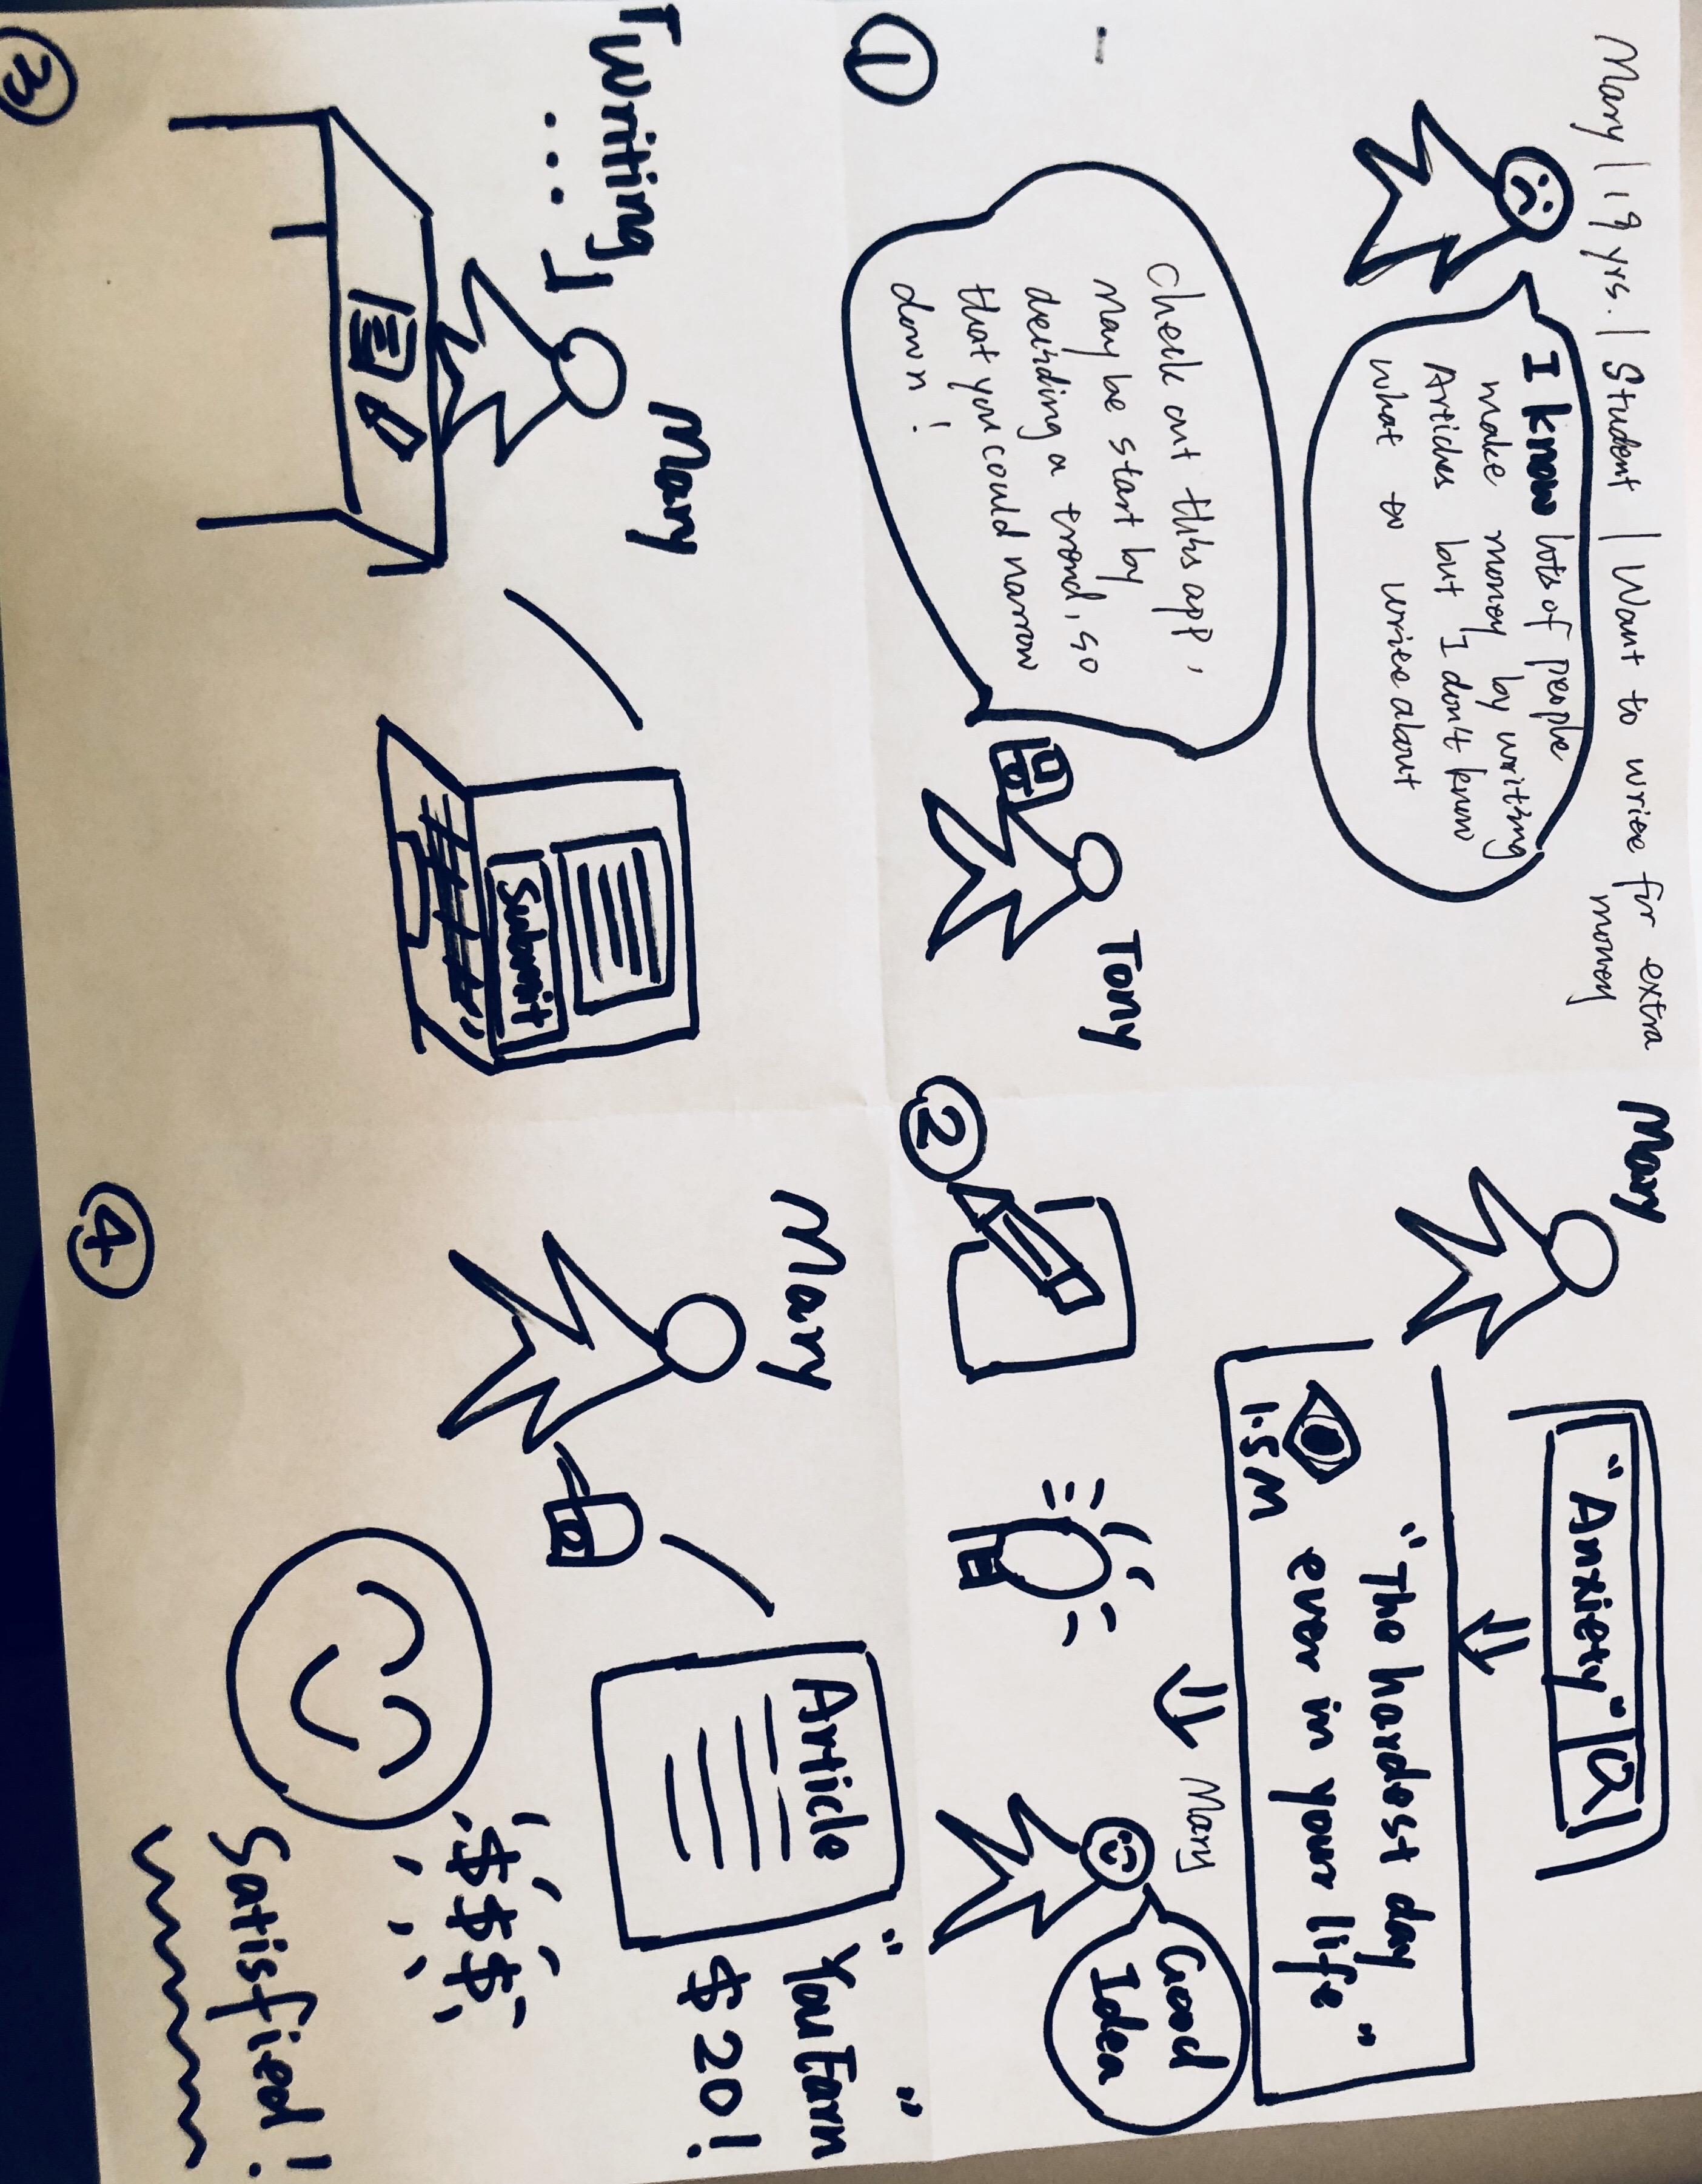 Mary | 19 yrs. | Student | Want to write for extra
money
I know lots of people
make money by writing
Articles but I don't know
what to write about
Check out this app,
May be start by
deciding a trend, so
that you could narrow
down!
Tony
1
Mary
"Anxiety"
"The hardest day
ever in your life"
1.5M
Mary
Good
Idea
2
「Writing
...」
Mary
Submit
3
Mary
Article
"You Earn
$20!"
$$$
Satisfied!
4